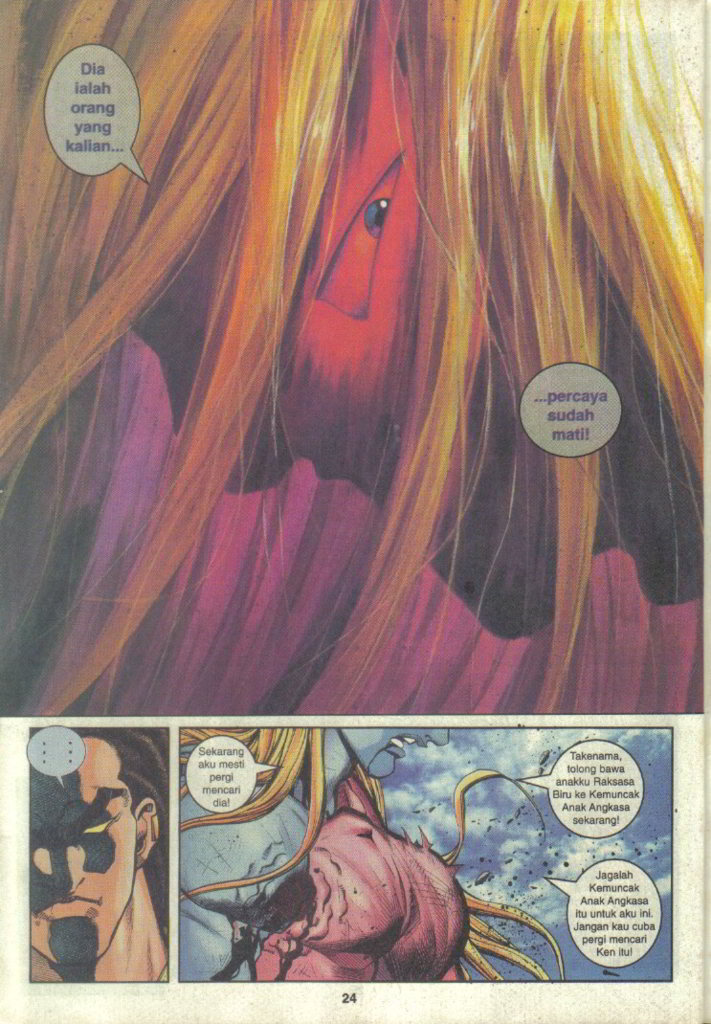 Dia
ialah
orang
yang
kalian...
...percaya
sudah
mati!
Sekarang
aku mesti
pergi
mencari
dia!
Takenama,
tolong bawa
anakku Raksasa
Biru ke Kemuncak
Anak Angkasa
sekarang!
Jagalah
Kemuncak
Anak Angkasa
itu untuk aku ini.
Jangan kau cuba
pergi mencari
Ken itu!
24